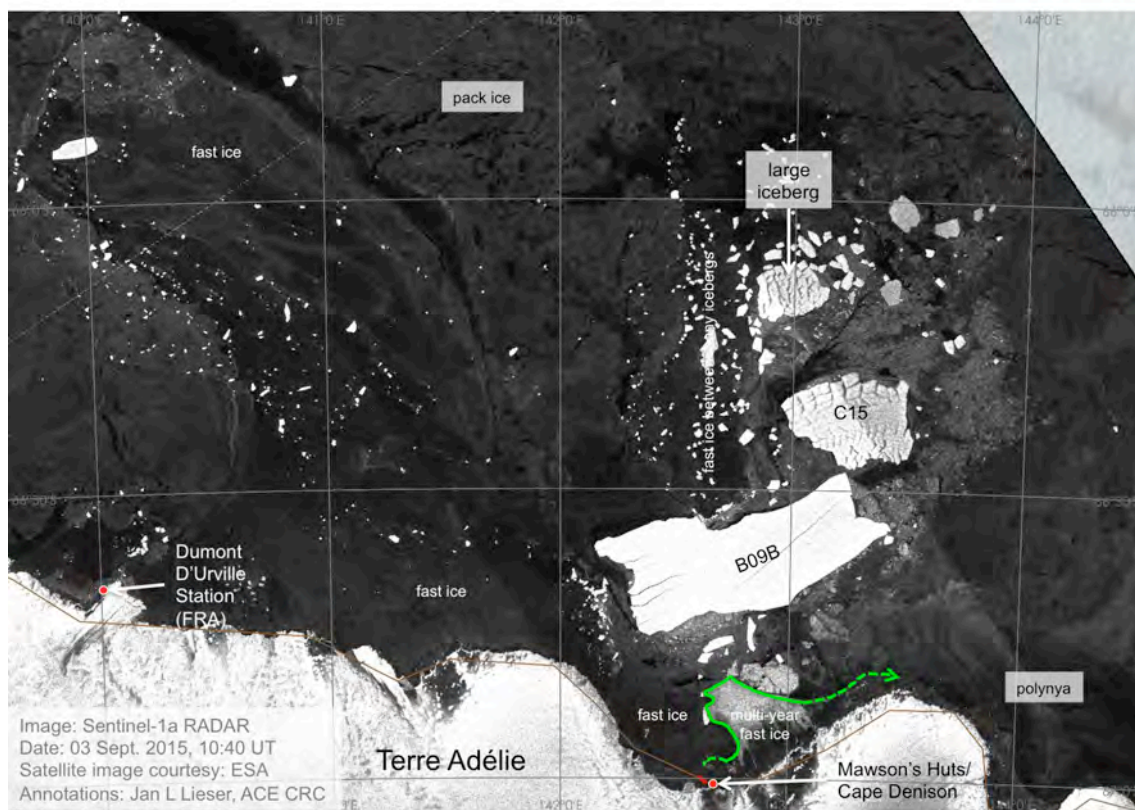 140°0'E
141°0'E
142°0'E
143°0'E
144°0'E
pack ice
fast ice
large
iceberg
66°0'S
fast ice between many icebergs
C15
66°30'S
B09B
Dumont
D'Urville
Station
(FRA)
fast ice
polynya
fast ice
multi-year
fast ice
Image: Sentinel-1a RADAR
Date: 03 Sept. 2015, 10:40 UT
Satellite image courtesy: ESA
Annotations: Jan L Lieser, ACE CRC
Terre Adélie
Mawson's Huts/
Cape Denison